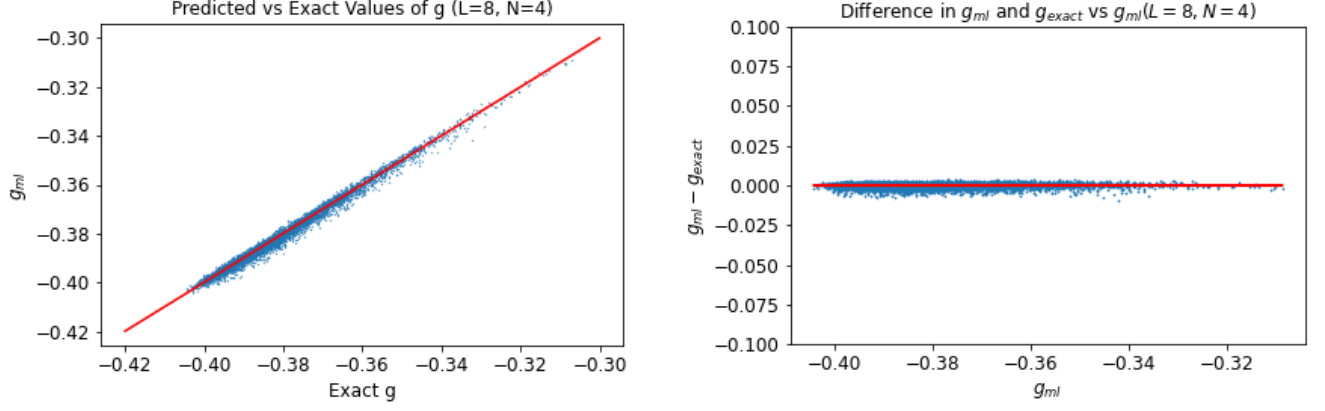 Predicted vs Exact Values of g (L=8, N=4)
−0.30
−0.32
−0.34
−0.36
−0.38
−0.40
−0.42
g_ml
−0.42 −0.40 −0.38 −0.36 −0.34 −0.32 −0.30
Exact g
Difference in g_ml and g_exact vs g_ml(L = 8, N = 4)
0.100
0.075
0.050
0.025
0.000
−0.025
−0.050
−0.075
−0.100
g_ml − g_exact
−0.40 −0.38 −0.36 −0.34 −0.32
g_ml